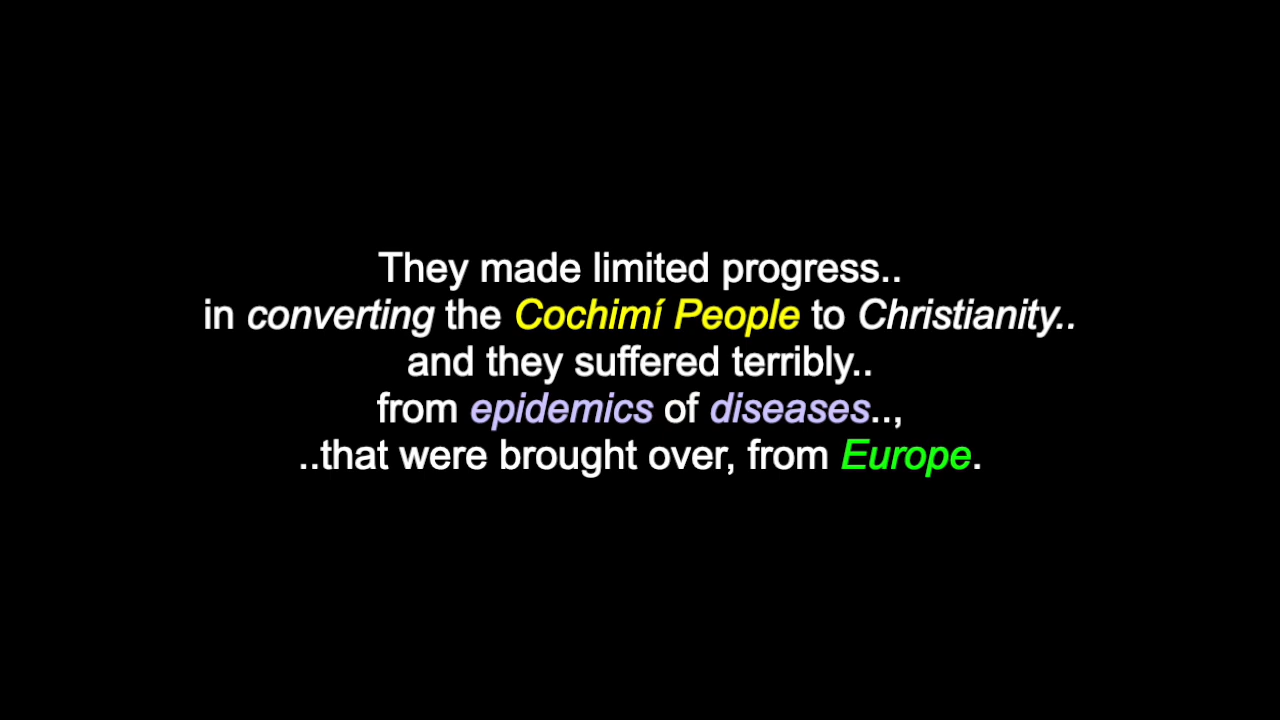 They made limited progress..
in converting the Cochimí People to Christianity..
and they suffered terribly..
from epidemics of diseases..,
..that were brought over, from Europe.